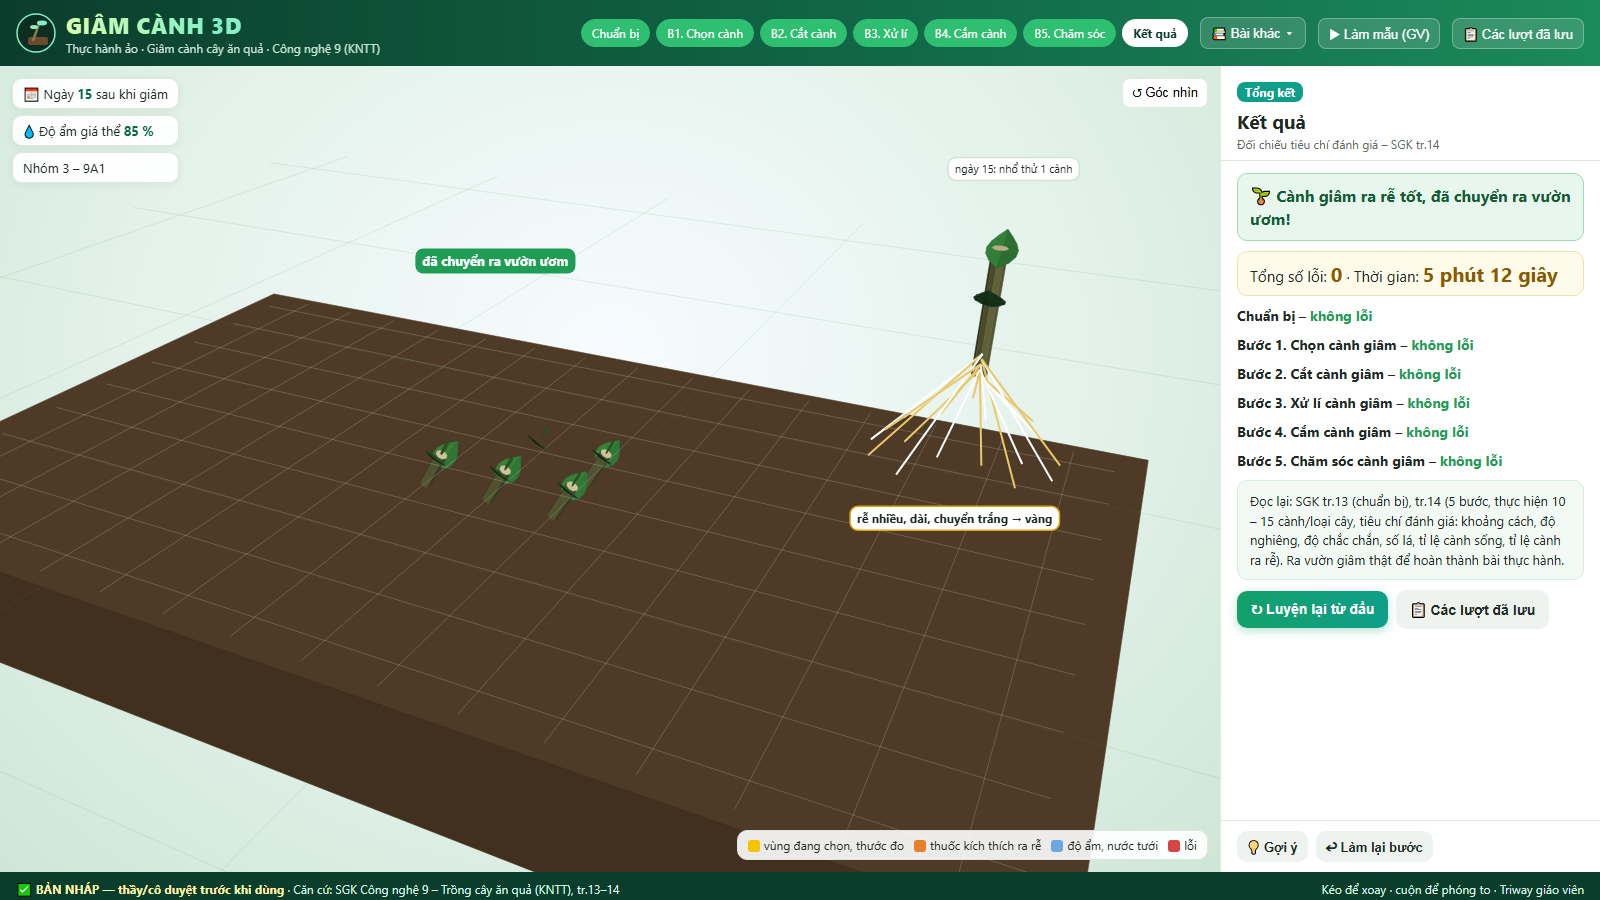 GIÂM CÀNH 3D
Thực hành ảo · Giâm cành cây ăn quả · Công nghệ 9 (KNTT)
Chuẩn bị
B1. Chọn cành
B2. Cắt cành
B3. Xử lí
B4. Cắm cành
B5. Chăm sóc
Kết quả
Bài khác
Làm mẫu (GV)
Các lượt đã lưu
Ngày 15 sau khi giâm
Độ ẩm giá thể 85 %
Nhóm 3 – 9A1
↺ Góc nhìn
ngày 15: nhổ thử 1 cành
đã chuyển ra vườn ươm
rễ nhiều, dài, chuyển trắng → vàng
vùng đang chọn, thước đo
thuốc kích thích ra rễ
độ ẩm, nước tưới
lỗi
Tổng kết
Kết quả
Đối chiếu tiêu chí đánh giá – SGK tr.14
Cành giâm ra rễ tốt, đã chuyển ra vườn
ươm!
Tổng số lỗi: 0 · Thời gian: 5 phút 12 giây
Chuẩn bị – không lỗi
Bước 1. Chọn cành giâm – không lỗi
Bước 2. Cắt cành giâm – không lỗi
Bước 3. Xử lí cành giâm – không lỗi
Bước 4. Cắm cành giâm – không lỗi
Bước 5. Chăm sóc cành giâm – không lỗi
Đọc lại: SGK tr.13 (chuẩn bị), tr.14 (5 bước, thực hiện 10
– 15 cành/loại cây, tiêu chí đánh giá: khoảng cách, độ
nghiêng, độ chắc chắn, số lá, tỉ lệ cành sống, tỉ lệ cành
ra rễ). Ra vườn giâm thật để hoàn thành bài thực hành.
↻ Luyện lại từ đầu
Các lượt đã lưu
Gợi ý
↩ Làm lại bước
BẢN NHÁP — thầy/cô duyệt trước khi dùng · Căn cứ: SGK Công nghệ 9 – Trồng cây ăn quả (KNTT), tr.13–14
Kéo để xoay · cuộn để phóng to · Triway giáo viên